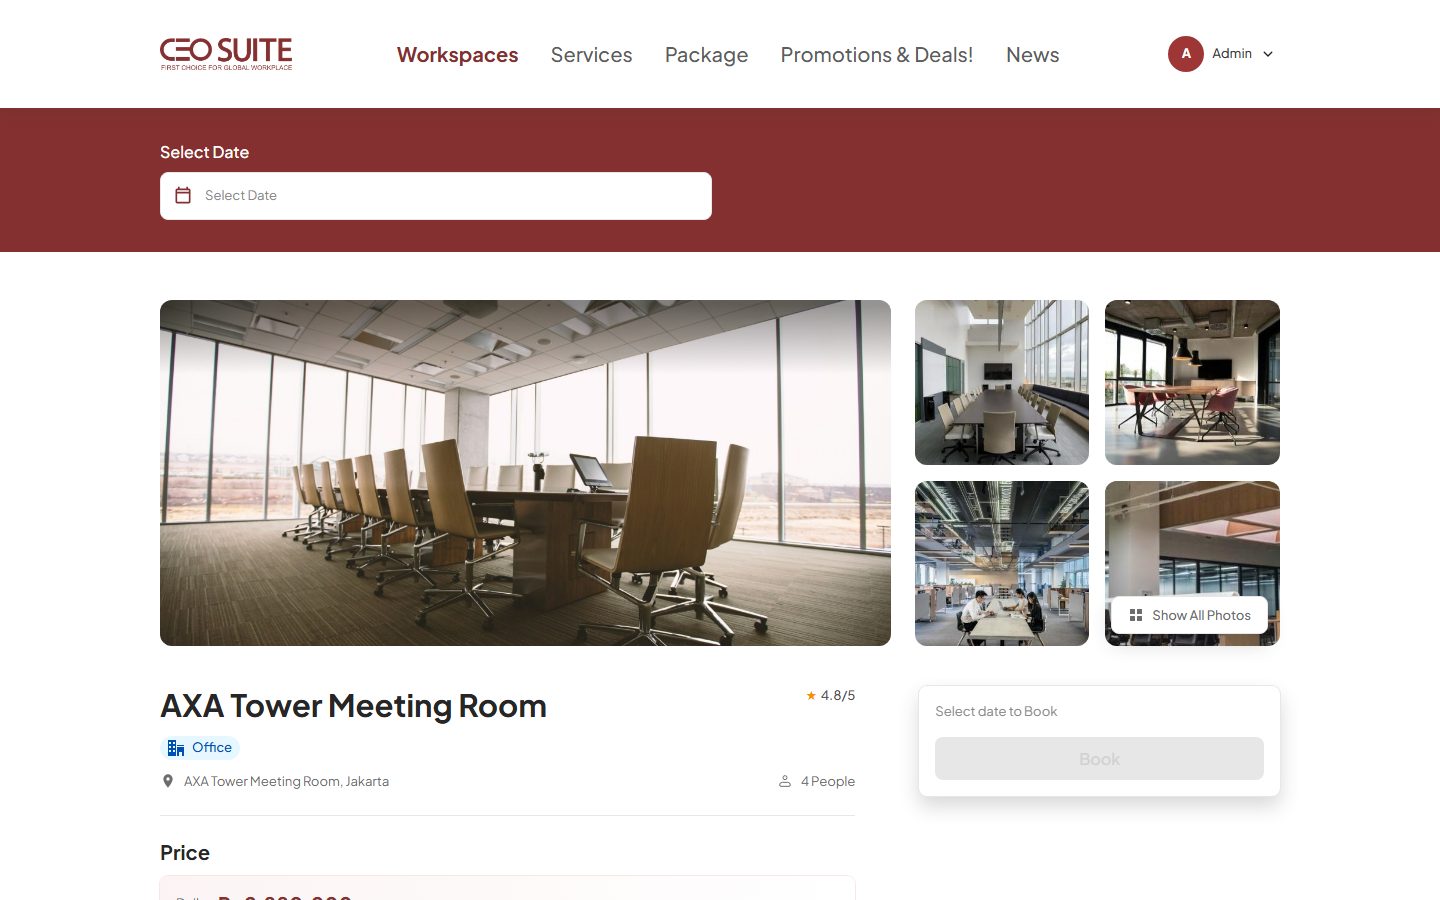 CEO SUITE
FIRST CHOICE FOR GLOBAL WORKPLACE
Workspaces
Services
Package
Promotions & Deals!
News
A
Admin
Select Date
Select Date
Show All Photos
AXA Tower Meeting Room
★ 4.8/5
Office
AXA Tower Meeting Room, Jakarta
4 People
Select date to Book
Book
Price